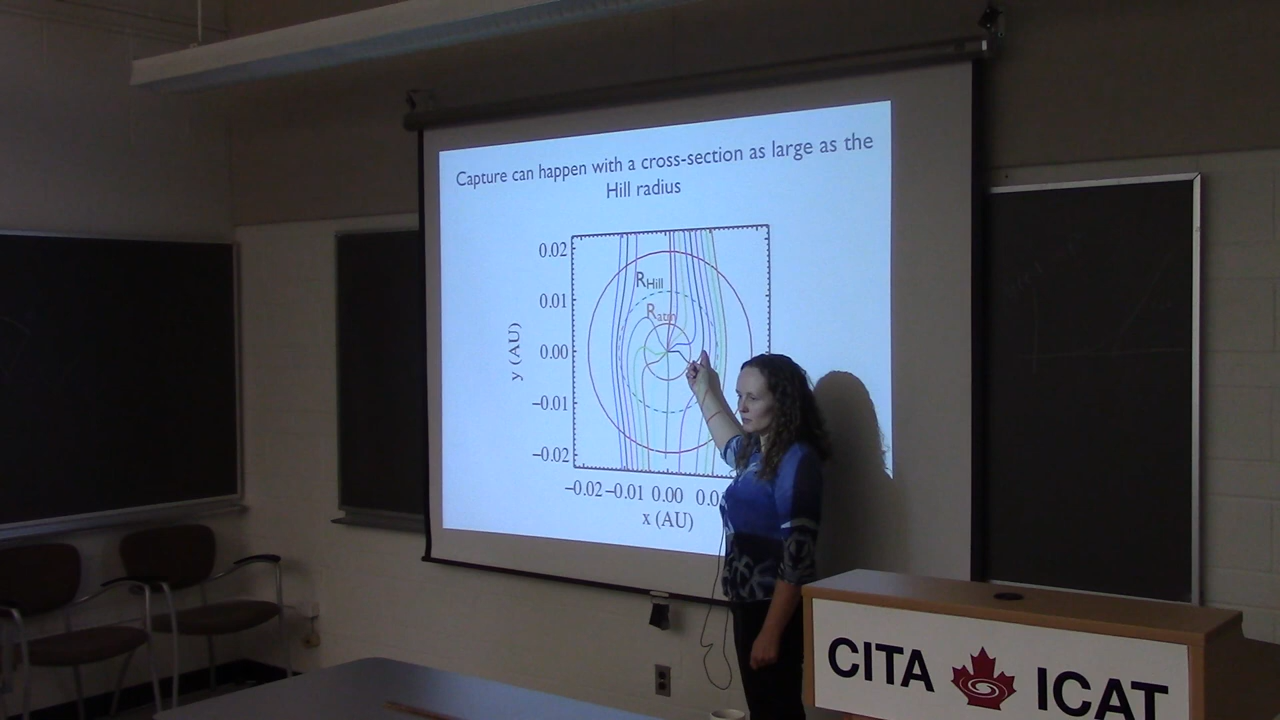 Capture can happen with a cross-section as large as the
Hill radius
0.02
0.01
0.00
−0.01
−0.02
y (AU)
R_Hill
−0.02 −0.01 0.00
x (AU)
CITA ICAT